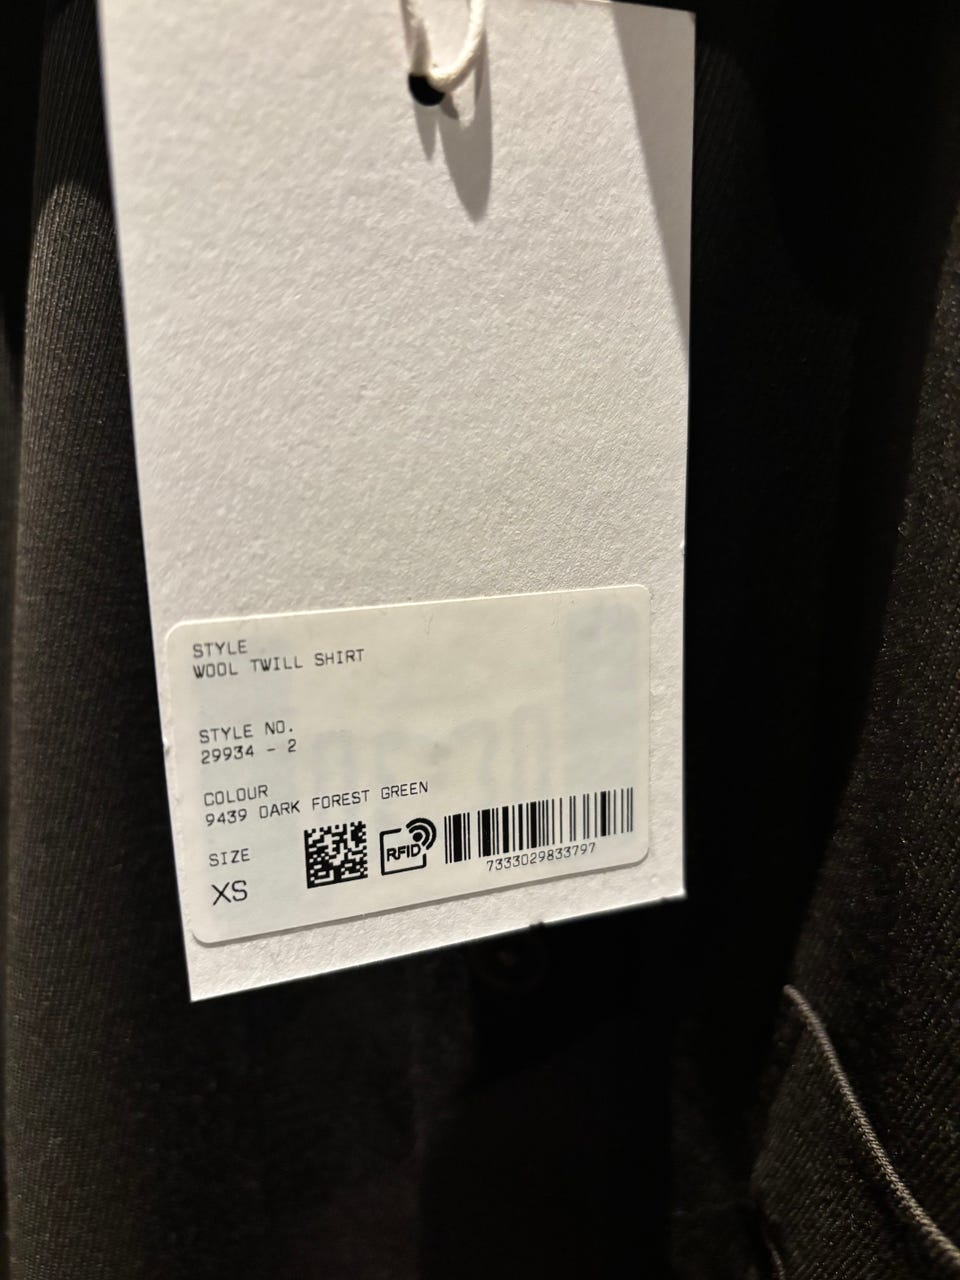 STYLE
WOOL TWILL SHIRT
STYLE NO.
29934 - 2
COLOUR
9439 DARK FOREST GREEN
SIZE
XS
RFID
7333029833797